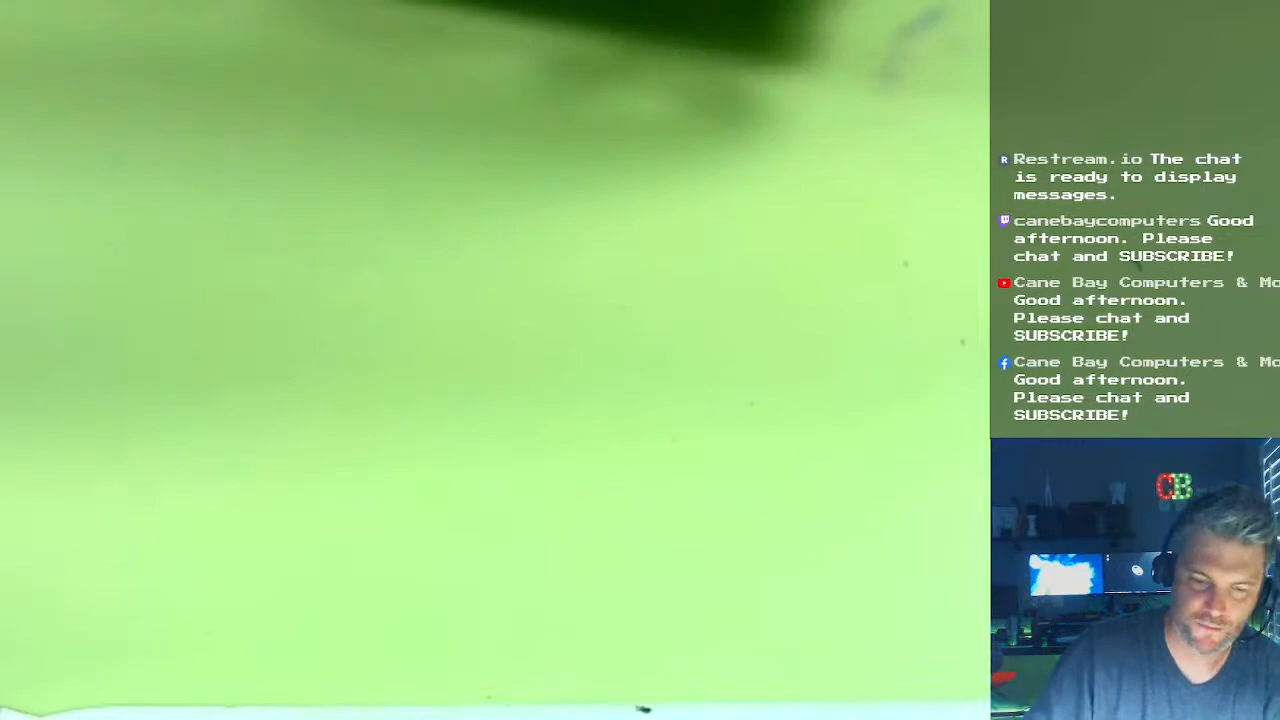 Restream.io The chat
is ready to display
messages.
canebaycomputers Good
afternoon. Please
chat and SUBSCRIBE!
Cane Bay Computers & Mo
Good afternoon.
Please chat and
SUBSCRIBE!
Cane Bay Computers & Mo
Good afternoon.
Please chat and
SUBSCRIBE!
CB